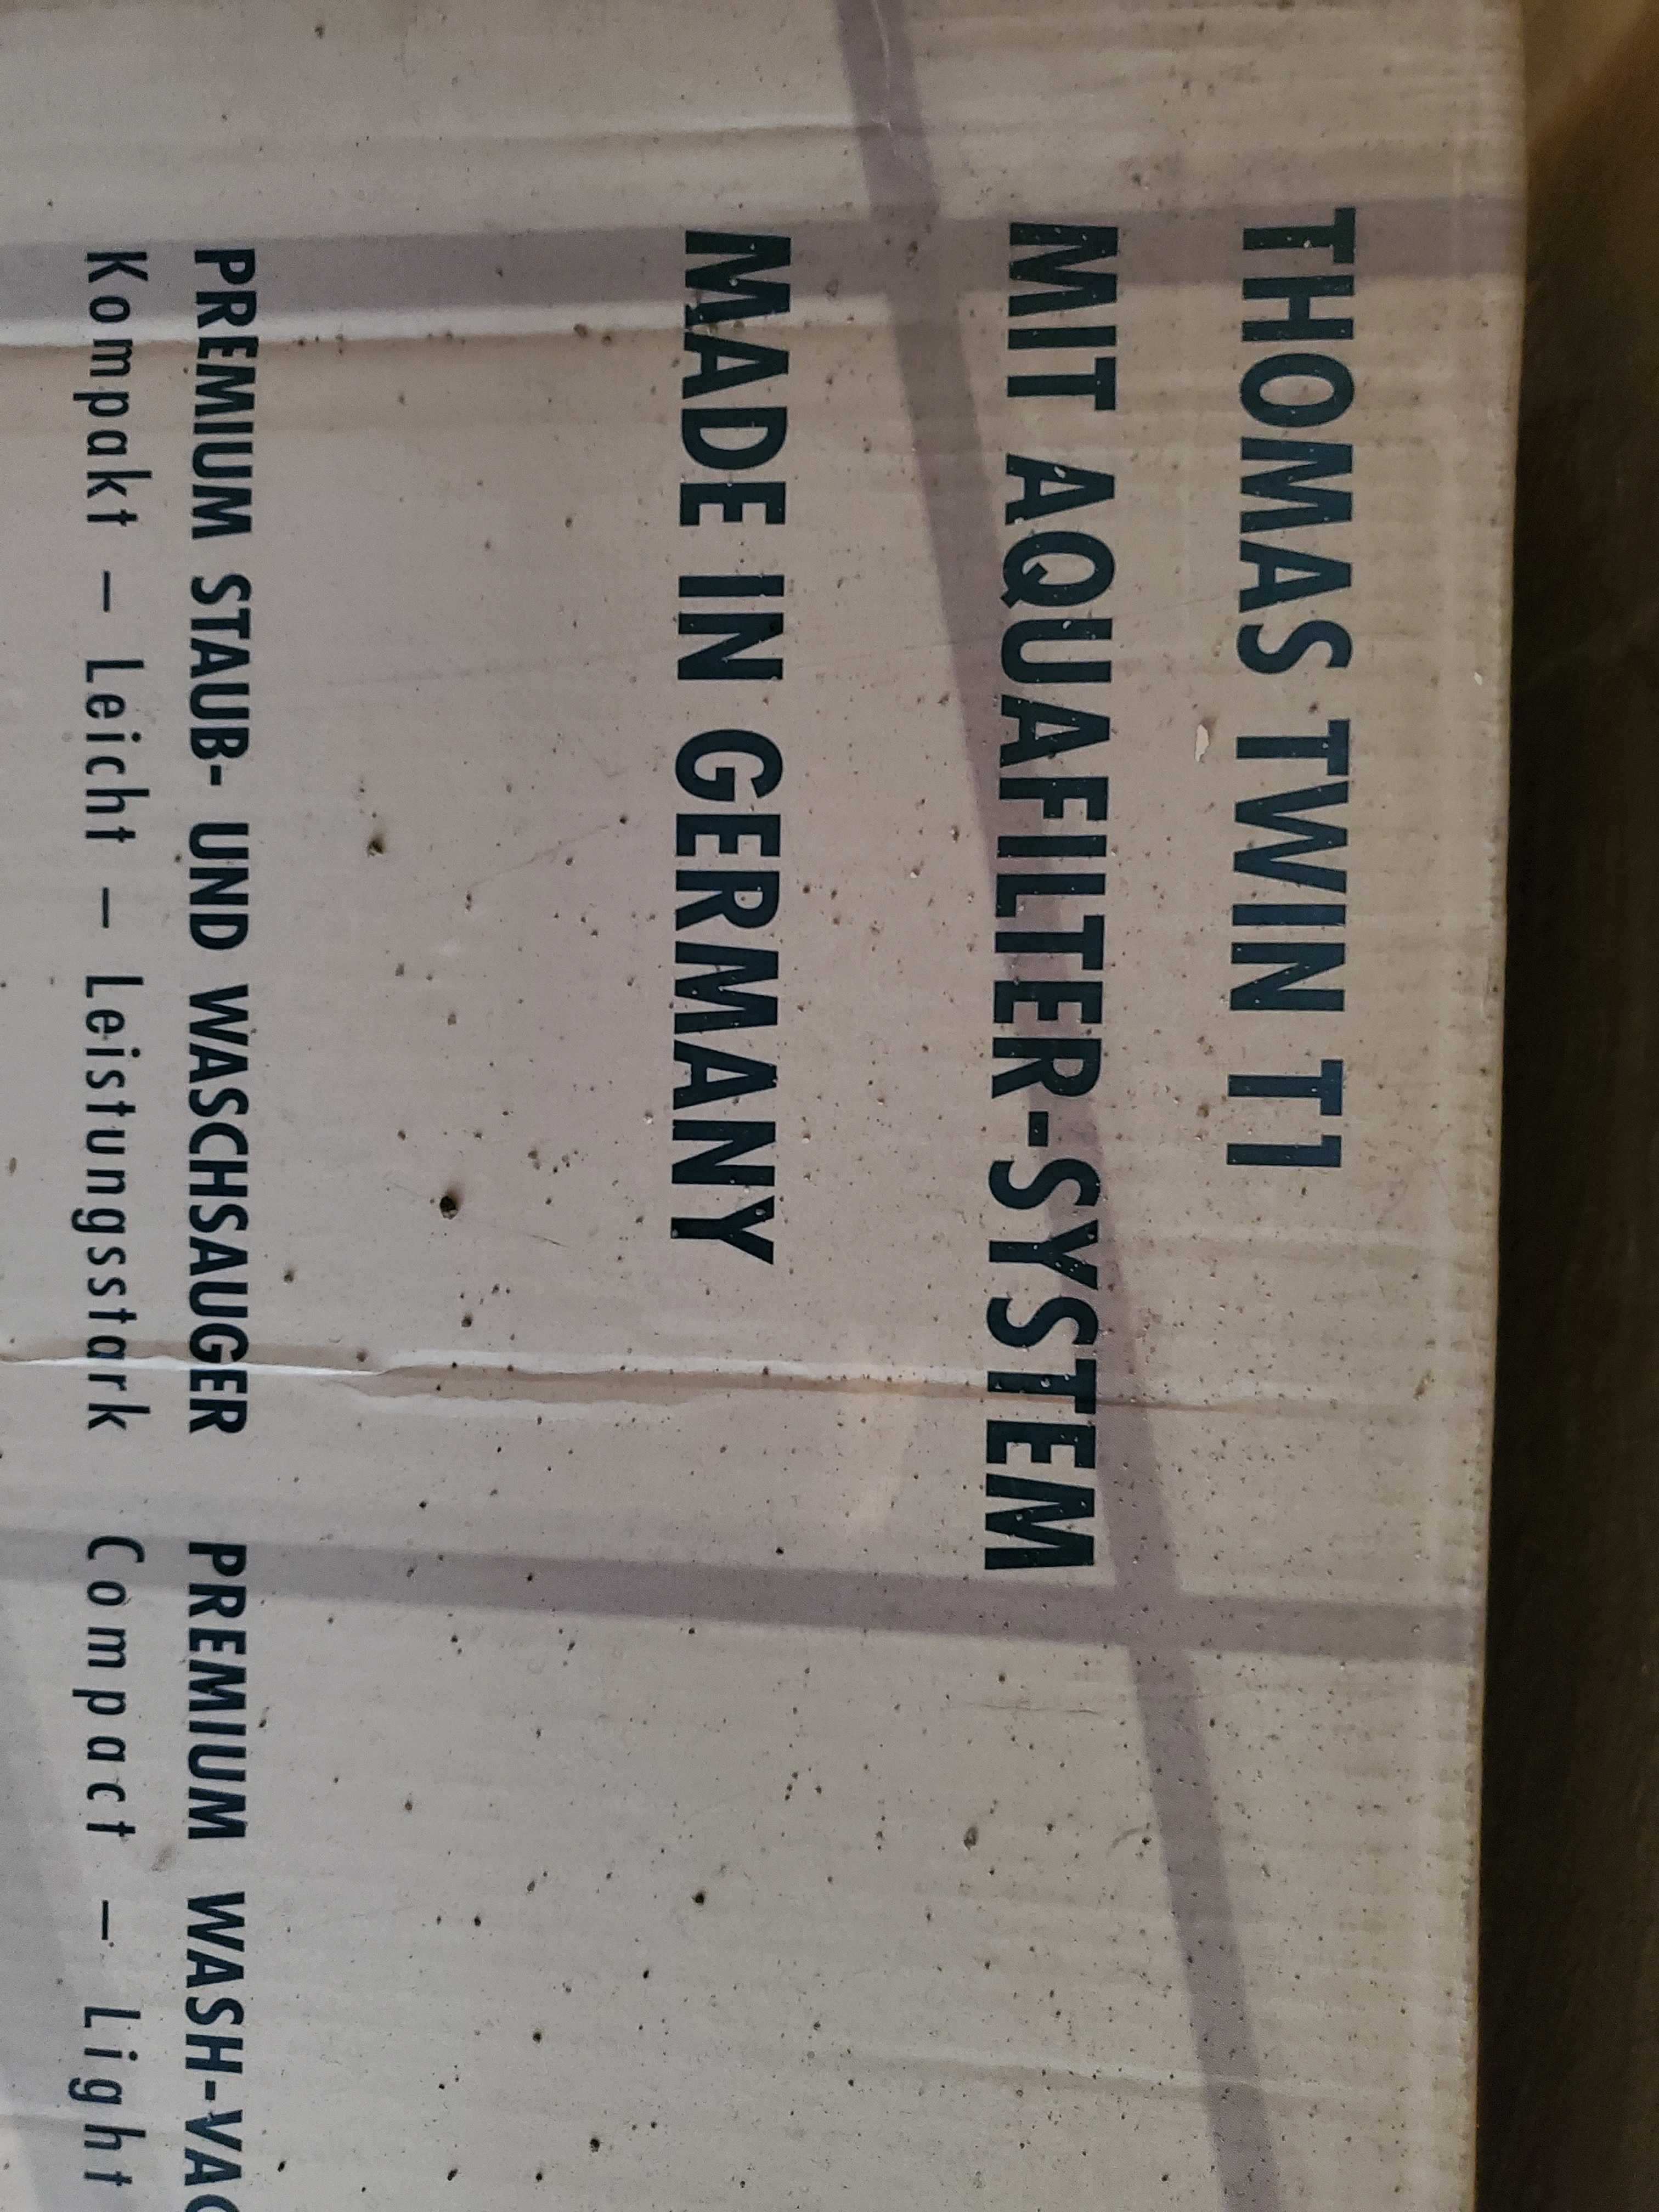 THOMAS TWIN T1
MIT AQUAFILTER-SYSTEM
MADE IN GERMANY
PREMIUM STAUB- UND WASCHSAUGER
Kompakt – Leicht – Leistungsstark
PREMIUM WASH-VAC
Compact – Light